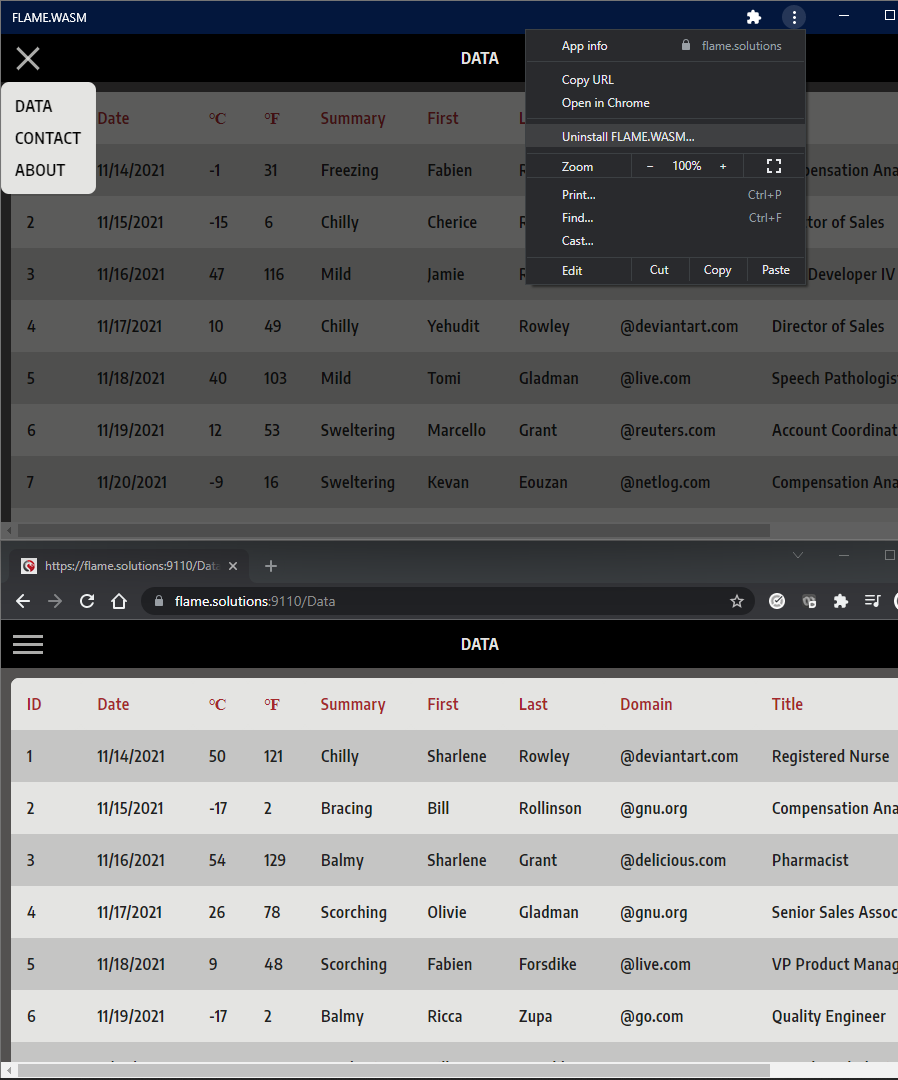 FLAME.WASM
DATA
App info flame.solutions
Copy URL
Open in Chrome
Uninstall FLAME.WASM...
Zoom − 100% +
Print... Ctrl+P
Find... Ctrl+F
Cast...
Edit Cut Copy Paste
DATA
CONTACT
ABOUT
Date °C °F Summary First
11/14/2021 -1 31 Freezing Fabien
2 11/15/2021 -15 6 Chilly Cherice tor of Sales
3 11/16/2021 47 116 Mild Jamie Developer IV
4 11/17/2021 10 49 Chilly Yehudit Rowley @deviantart.com Director of Sales
5 11/18/2021 40 103 Mild Tomi Gladman @live.com Speech Pathologis
6 11/19/2021 12 53 Sweltering Marcello Grant @reuters.com Account Coordinat
7 11/20/2021 -9 16 Sweltering Kevan Eouzan @netlog.com Compensation Ana
https://flame.solutions:9110/Data
flame.solutions:9110/Data
DATA
ID Date °C °F Summary First Last Domain Title
1 11/14/2021 50 121 Chilly Sharlene Rowley @deviantart.com Registered Nurse
2 11/15/2021 -17 2 Bracing Bill Rollinson @gnu.org Compensation Ana
3 11/16/2021 54 129 Balmy Sharlene Grant @delicious.com Pharmacist
4 11/17/2021 26 78 Scorching Olivie Gladman @gnu.org Senior Sales Assoc
5 11/18/2021 9 48 Scorching Fabien Forsdike @live.com VP Product Manag
6 11/19/2021 -17 2 Balmy Ricca Zupa @go.com Quality Engineer